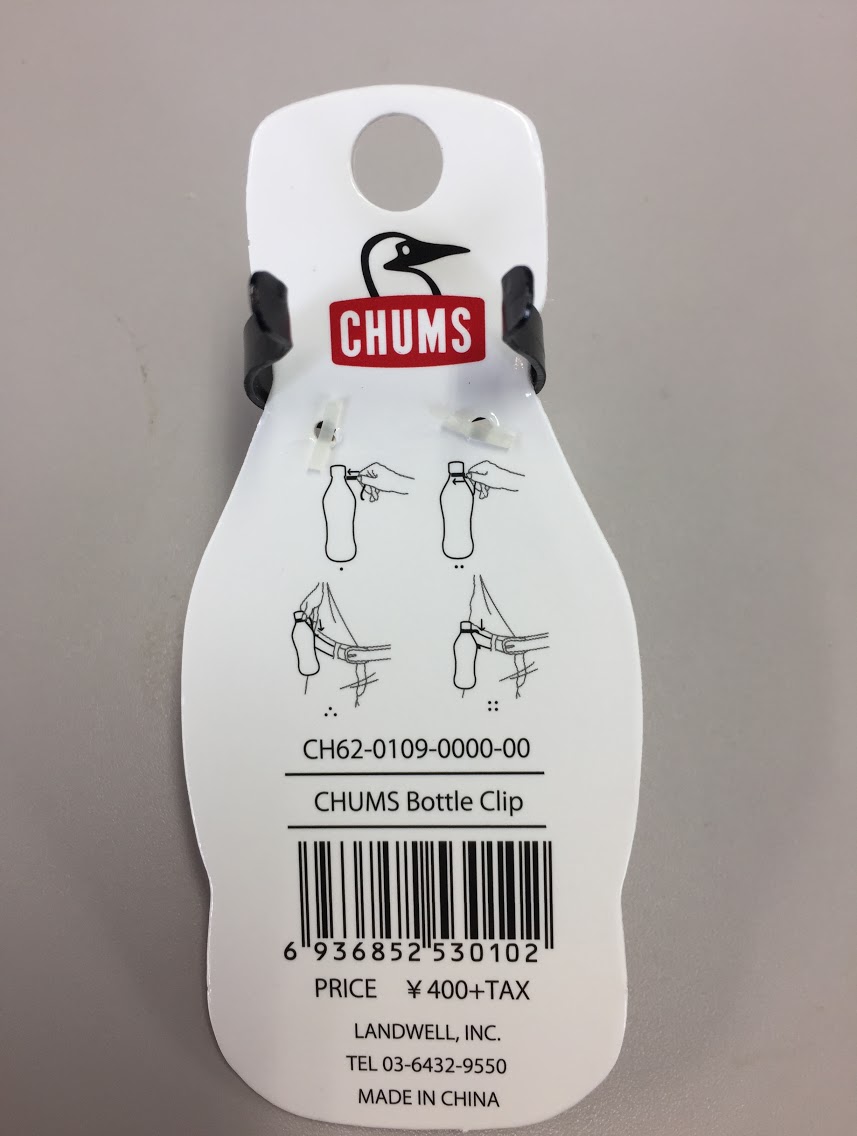 CHUMS
CH62-0109-0000-00
CHUMS Bottle Clip
6 936852 530102
PRICE ¥400+TAX
LANDWELL, INC.
TEL 03-6432-9550
MADE IN CHINA